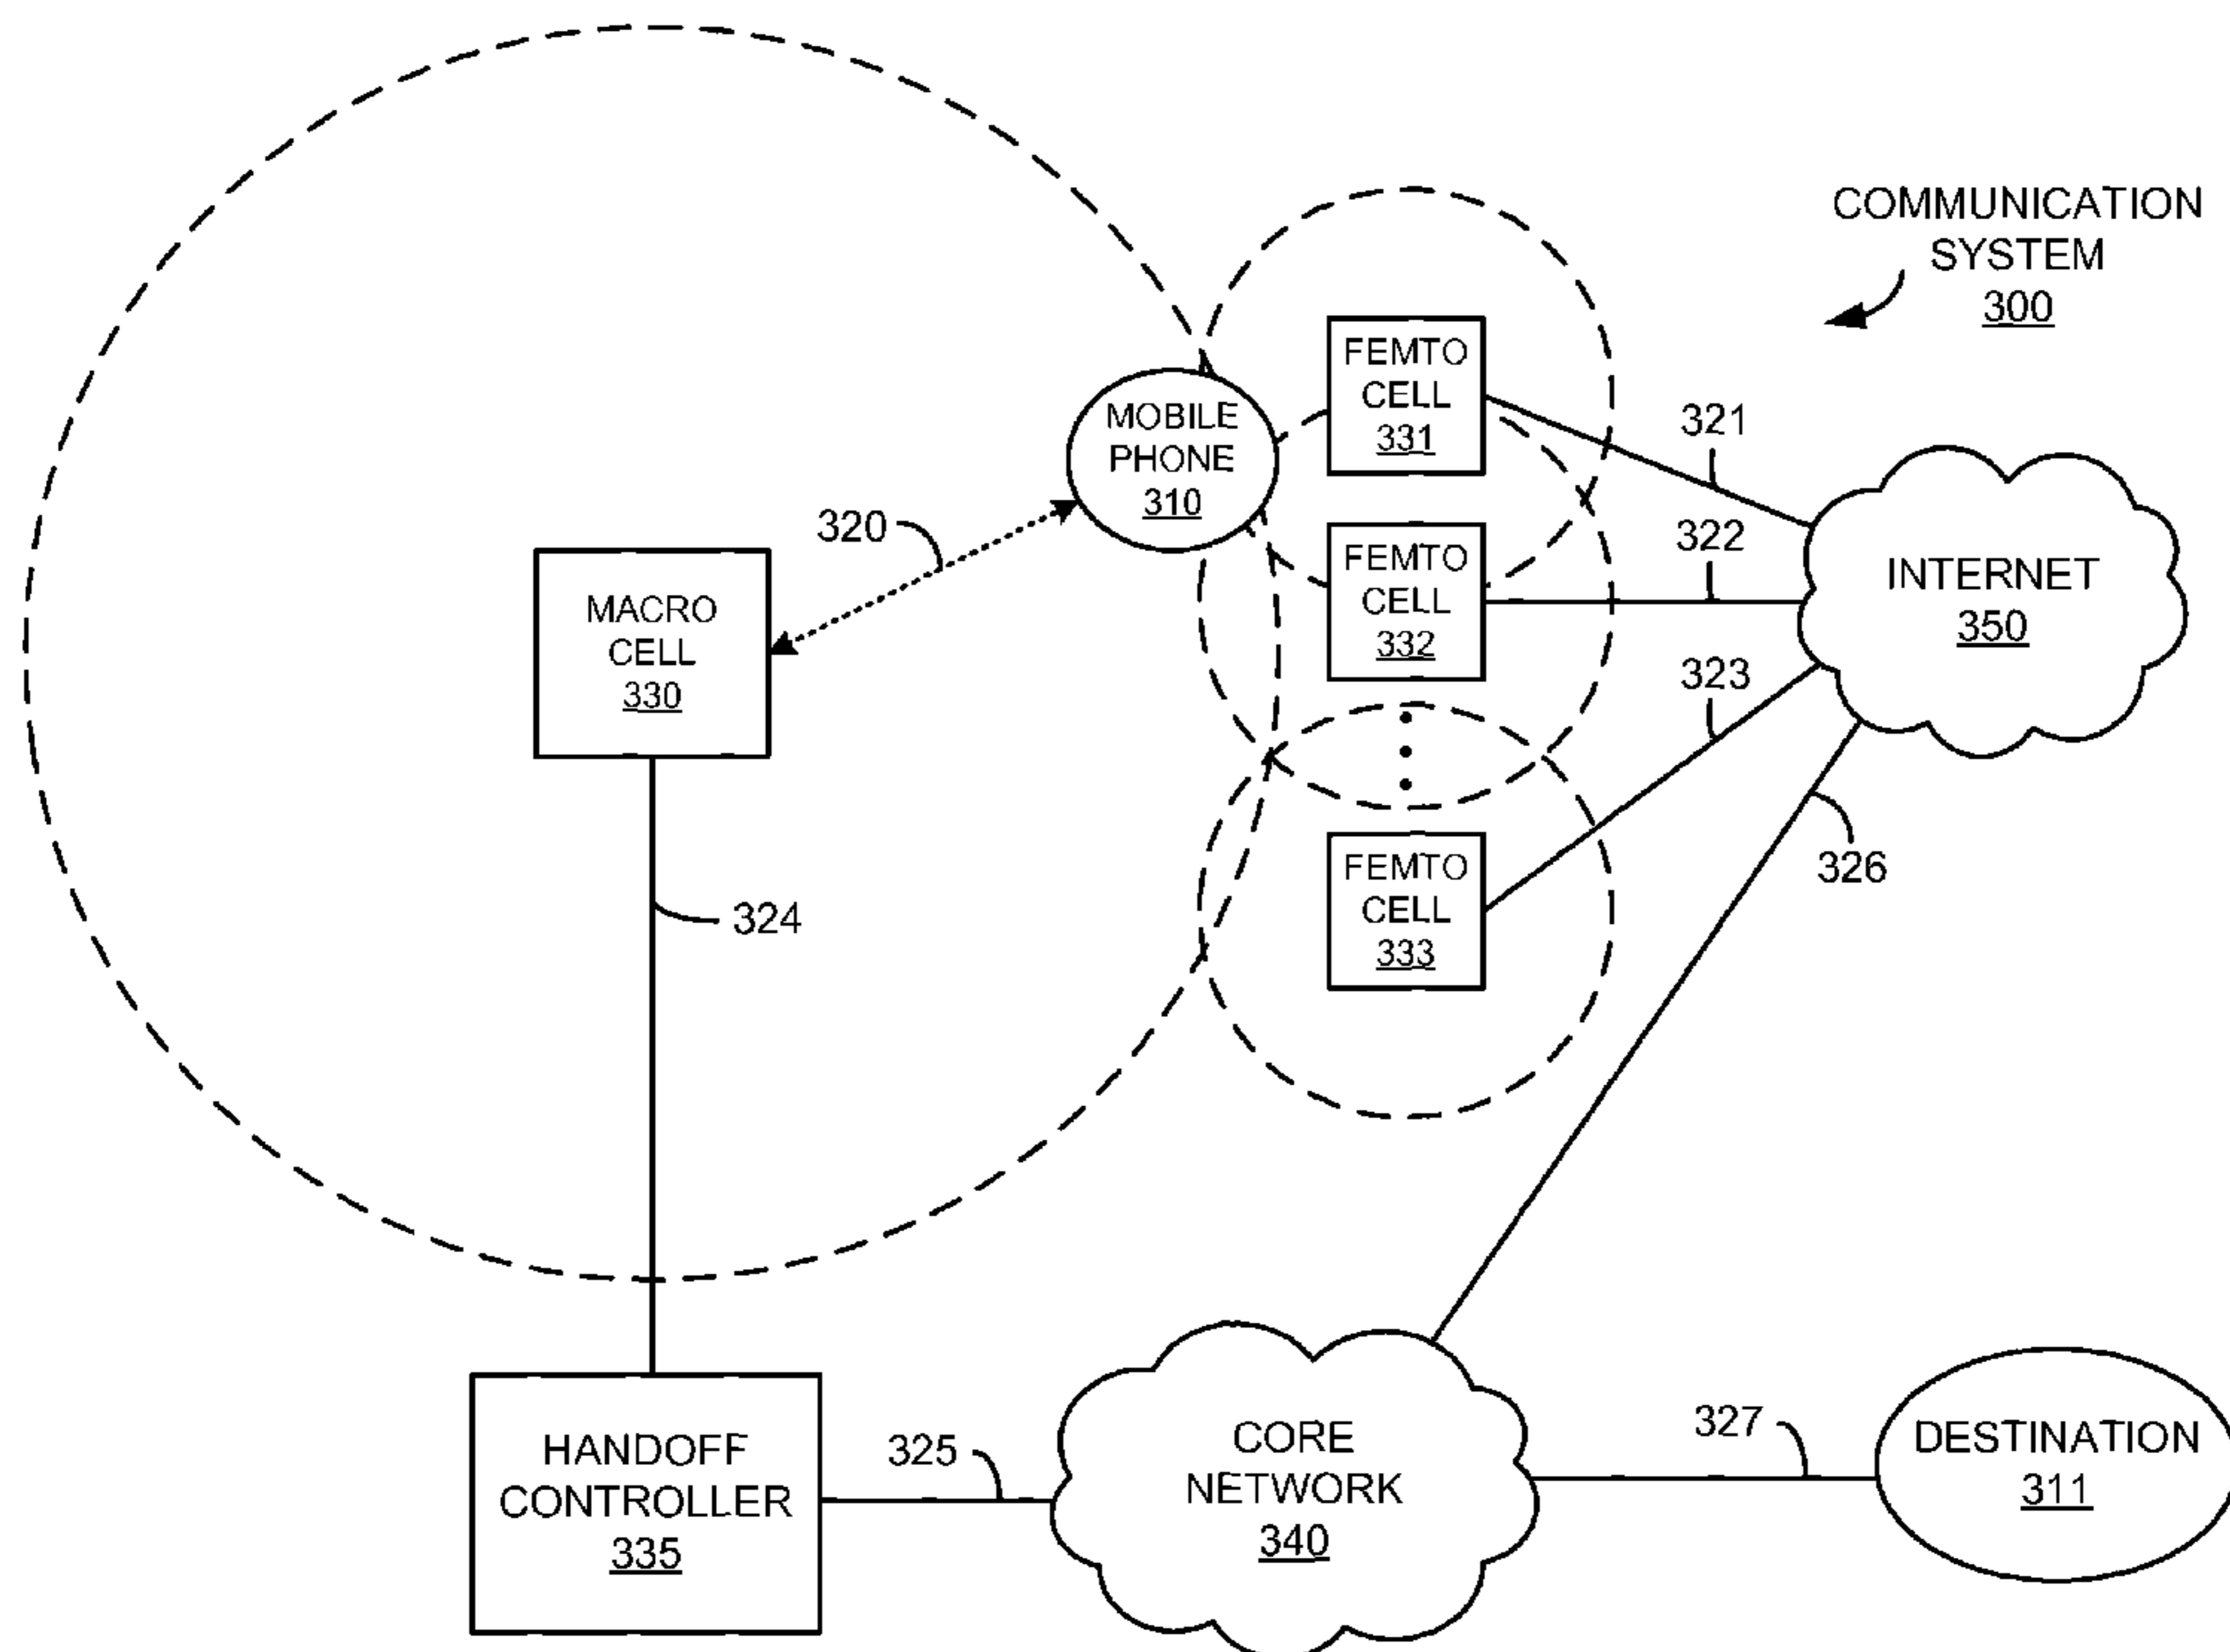 COMMUNICATION
SYSTEM
300
FEMTO
CELL
331
MOBILE
PHONE
310
321
320
322
FEMTO
CELL
332
INTERNET
350
MACRO
CELL
330
323
326
FEMTO
CELL
333
324
HANDOFF
CONTROLLER
335
325
CORE
NETWORK
340
327
DESTINATION
311